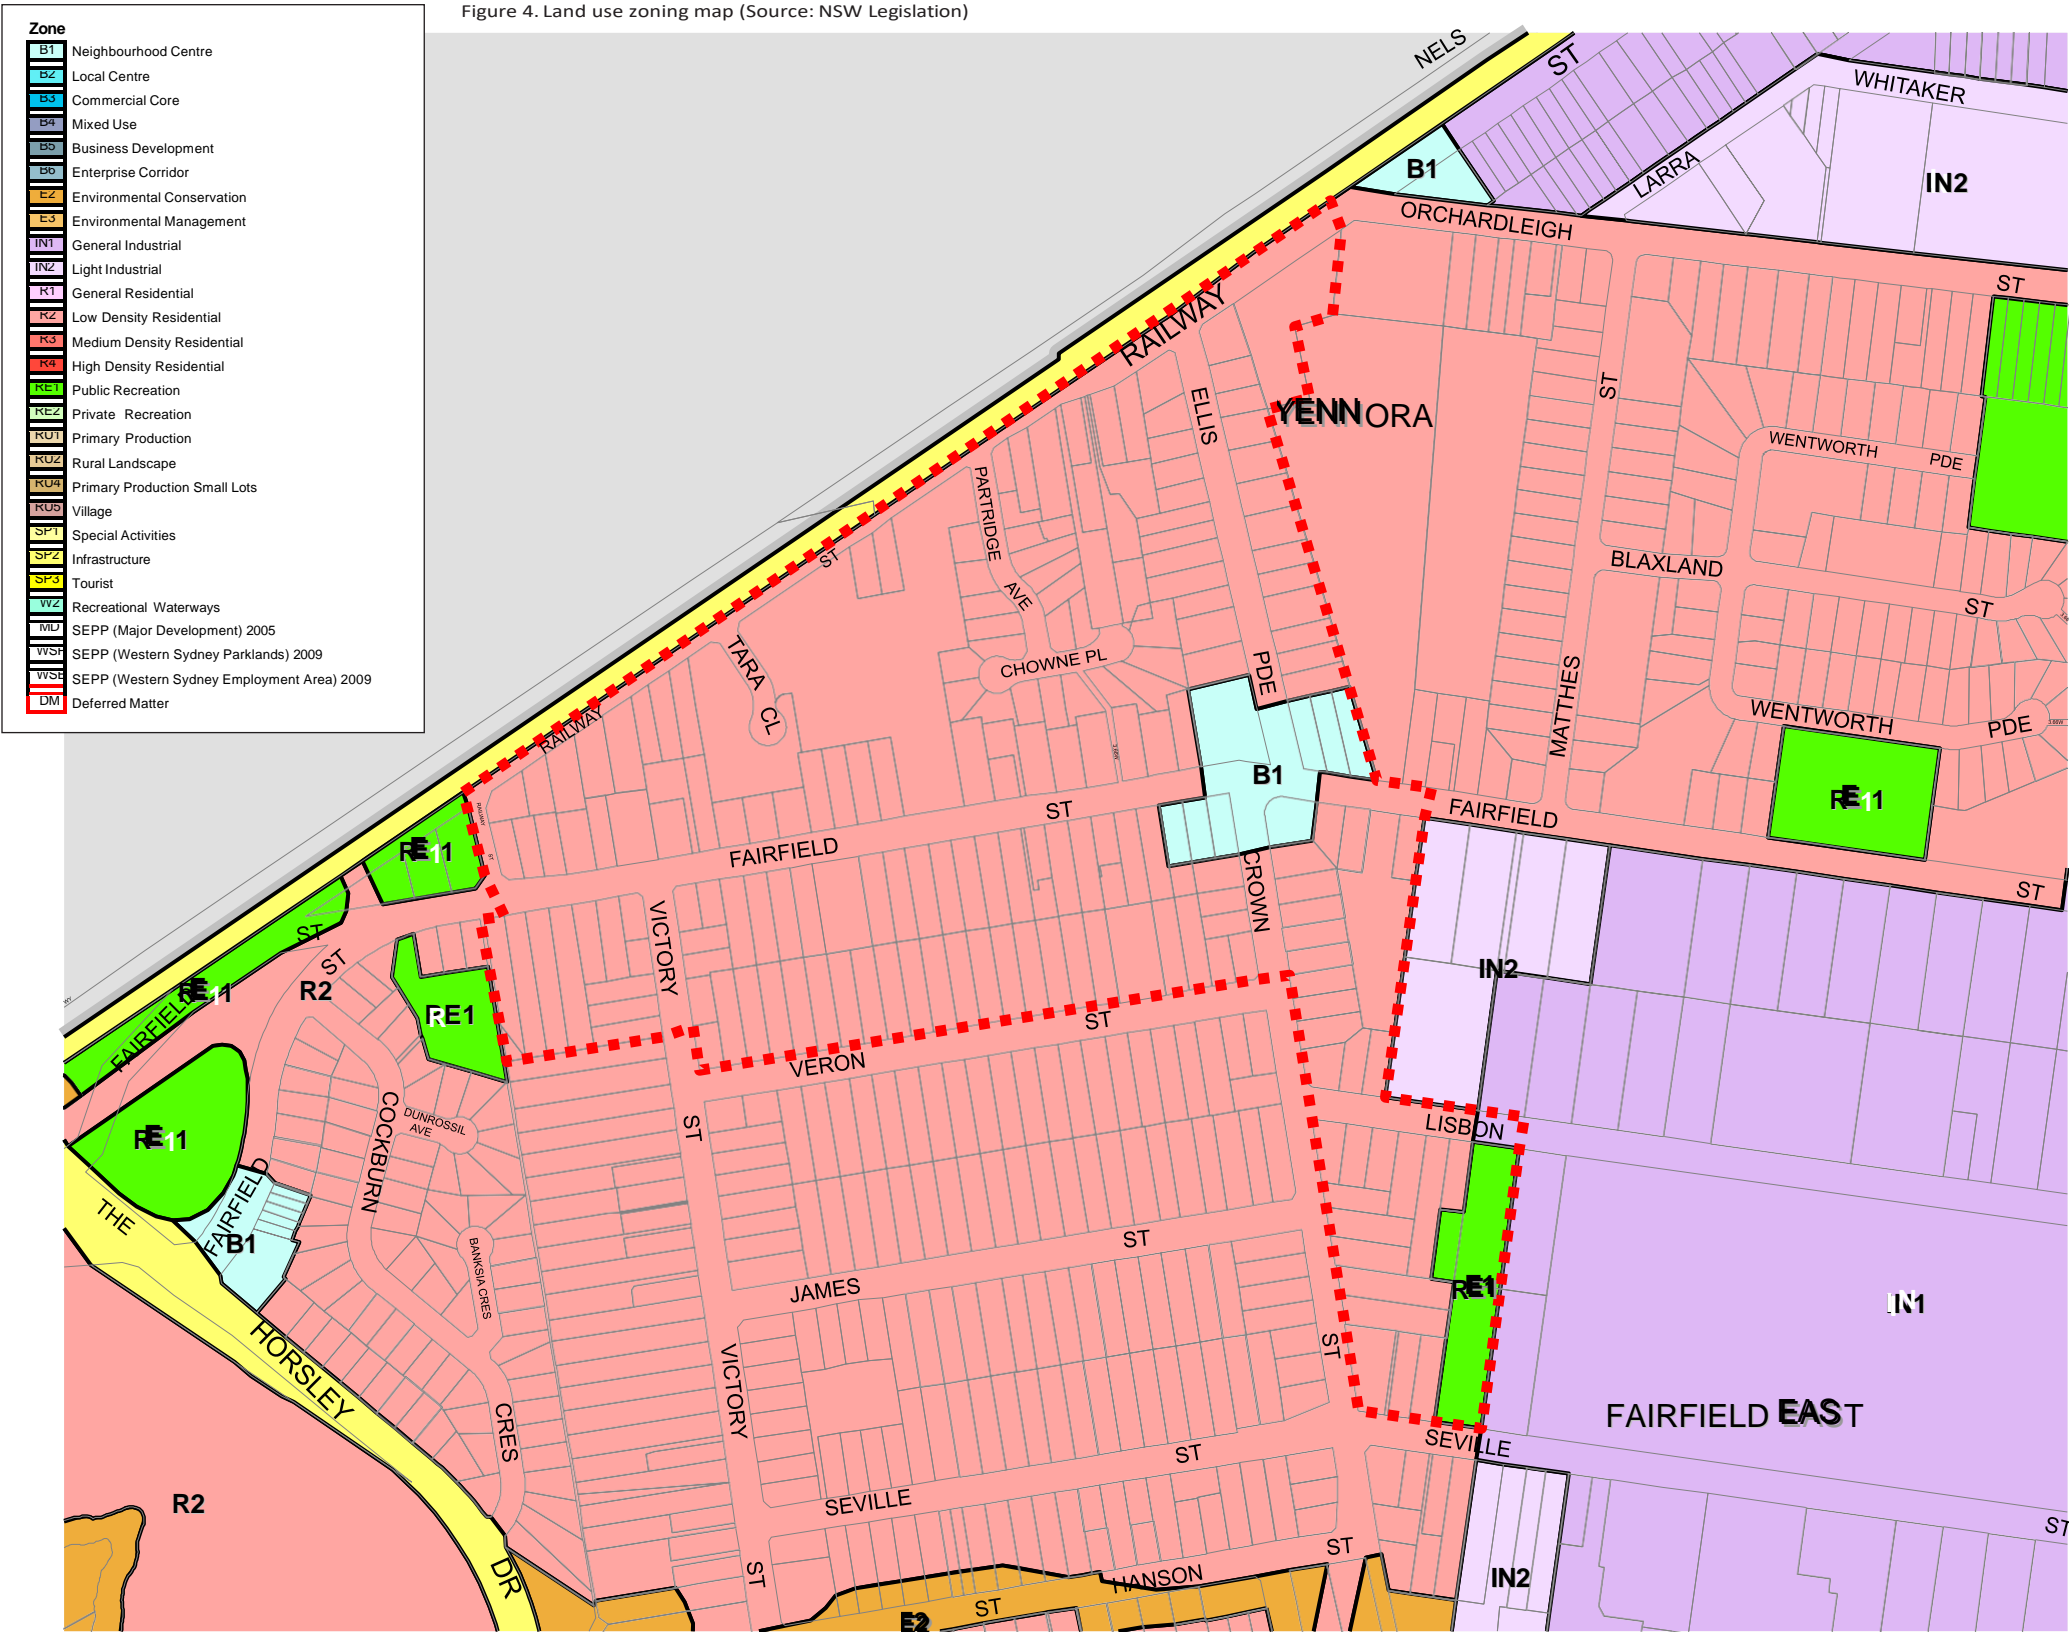 Figure 4. Land use zoning map (Source: NSW Legislation)
Zone
B1 Neighbourhood Centre
B2 Local Centre
B3 Commercial Core
B4 Mixed Use
B5 Business Development
B6 Enterprise Corridor
E2 Environmental Conservation
E3 Environmental Management
IN1 General Industrial
IN2 Light Industrial
R1 General Residential
R2 Low Density Residential
R3 Medium Density Residential
R4 High Density Residential
RE1 Public Recreation
RE2 Private Recreation
RU1 Primary Production
RU2 Rural Landscape
RU4 Primary Production Small Lots
RU5 Village
SP1 Special Activities
SP2 Infrastructure
SP3 Tourist
W2 Recreational Waterways
MD SEPP (Major Development) 2005
WSP SEPP (Western Sydney Parklands) 2009
WSE SEPP (Western Sydney Employment Area) 2009
DM Deferred Matter
NELS
ST
WHITAKER
B1
LARRA
IN2
ORCHARDLEIGH
ST
RAILWAY
ELLIS
ST
YENNORA
WENTWORTH PDE
PARTRIDGE
AVE
ST
BLAXLAND
ST
TARA
CL
CHOWNE PL
PDE
MATTHES
WENTWORTH
PDE
RAILWAY
B1
RE1
RAILWAY
ST
ST
FAIRFIELD
FAIRFIELD
RE1
CROWN
ST
VICTORY
ST
ST
R2
RE1
FAIRFIELD
RE1
IN2
ST
VERON
COCKBURN
DUNROSSIL
AVE
ST
LISBON
RE1
THE
FAIRFIELD
B1
BANKSIA CRES
ST
JAMES
RE1
IN1
HORSLEY
VICTORY
ST
CRES
FAIRFIELD EAST
SEVILLE
ST
SEVILLE
R2
ST
DR
ST
ST
HANSON
IN2
ST
E2